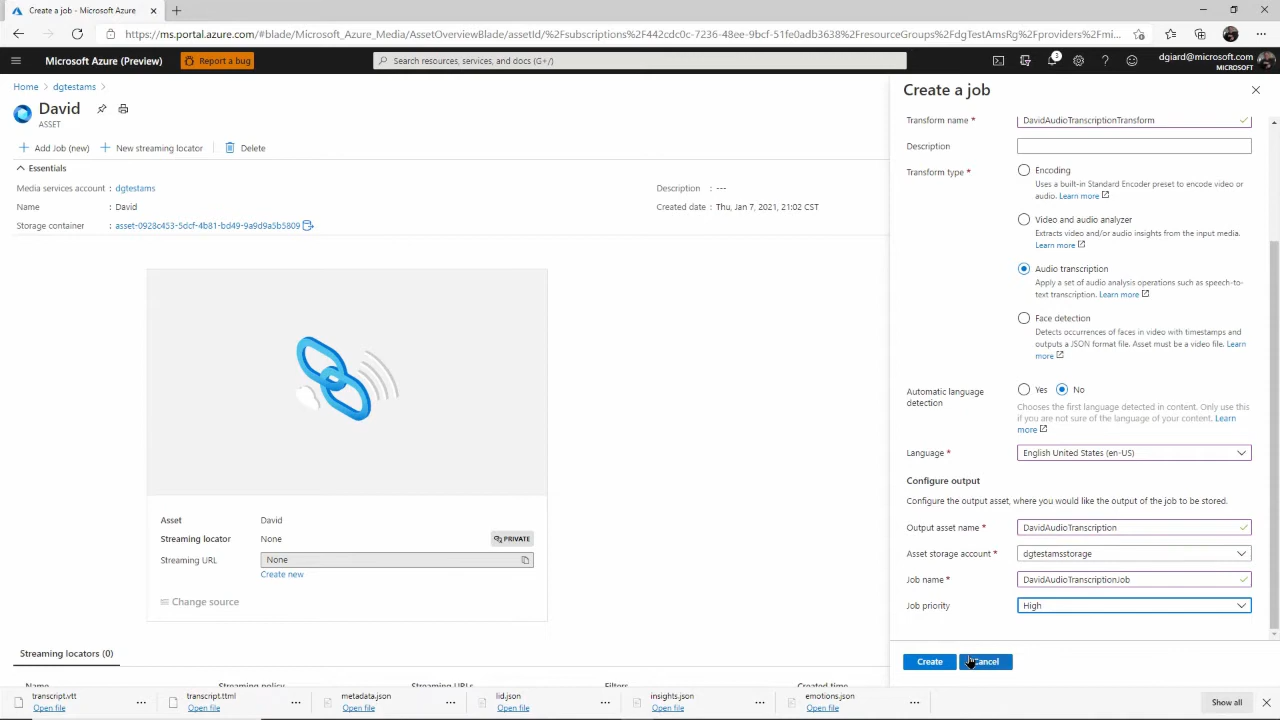 Create a job - Microsoft Azure
https://ms.portal.azure.com/#blade/Microsoft_Azure_Media/AssetOverviewBlade/assetId/%2Fsubscriptions%2F442cdc0c-7236-48ee-9bcf-51fe0adb3638%2FresourceGroups%2FdgTestAmsRg%2Fproviders%2Fmi...
Microsoft Azure (Preview)
Report a bug
Search resources, services, and docs (G+/)
3
dgiard@microsoft.com
MICROSOFT
Home > dgtestams >
David
ASSET
Add Job (new)
New streaming locator
Delete
Essentials
Media services account : dgtestams
Name : David
Storage container : asset-0928c453-5dcf-4b81-bd49-9a9d9a5b5809
Description : ---
Created date : Thu, Jan 7, 2021, 21:02 CST
Asset David
Streaming locator None
PRIVATE
Streaming URL None
Create new
Change source
Streaming locators (0)
Name Streaming policy Streaming URLs Filters Created time
Create a job
Transform name * DavidAudioTranscriptionTransform
Description
Transform type *
Encoding
Uses a built-in Standard Encoder preset to encode video or
audio. Learn more
Video and audio analyzer
Extracts video and/or audio insights from the input media.
Learn more
Audio transcription
Apply a set of audio analysis operations such as speech-to-
text transcription. Learn more
Face detection
Detects occurrences of faces in video with timestamps and
outputs a JSON format file. Asset must be a video file. Learn
more
Automatic language
detection
Yes No
Chooses the first language detected in content. Only use this
if you are not sure of the language of your content. Learn
more
Language * English United States (en-US)
Configure output
Configure the output asset, where you would like the output of the job to be stored.
Output asset name * DavidAudioTranscription
Asset storage account * dgtestamsstorage
Job name * DavidAudioTranscriptionJob
Job priority High
Create Cancel
transcript.vtt
Open file
...
transcript.ttml
Open file
...
metadata.json
Open file
...
lid.json
Open file
...
insights.json
Open file
...
emotions.json
Open file
...
Show all